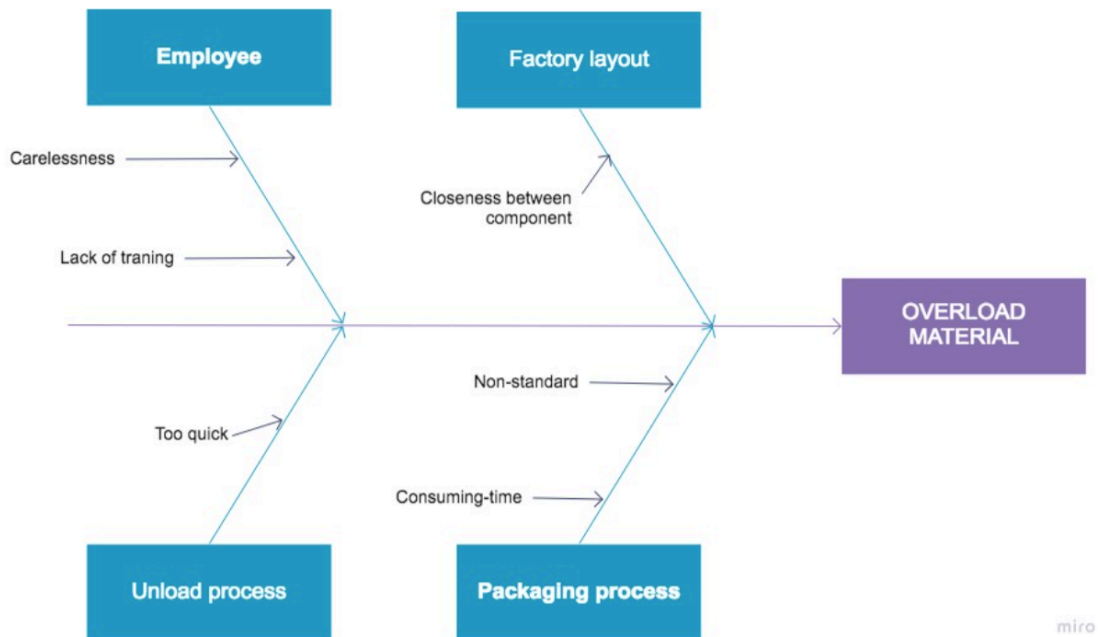 Employee
Factory layout
Carelessness
Closeness between
component
Lack of traning
OVERLOAD
MATERIAL
Non-standard
Too quick
Consuming-time
Unload process
Packaging process
miro